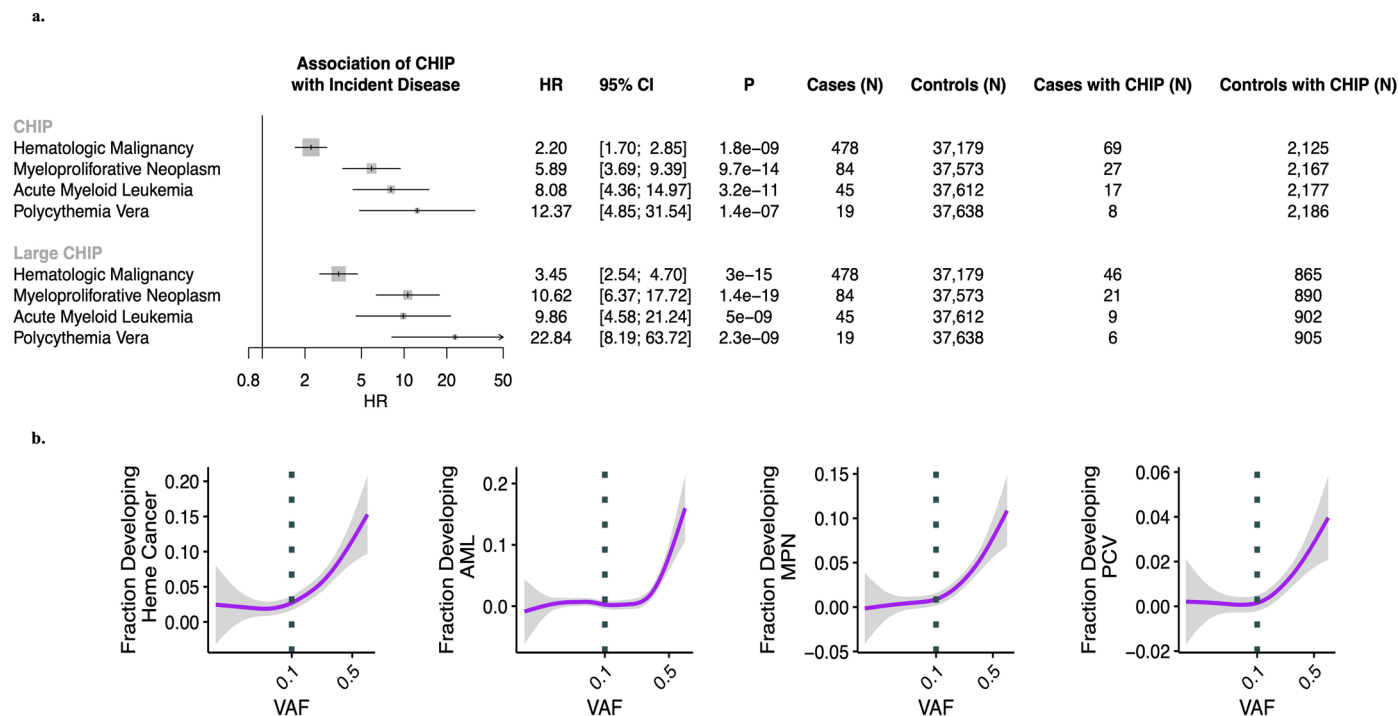 a.
Association of CHIP
with Incident Disease HR 95% CI P Cases (N) Controls (N) Cases with CHIP (N) Controls with CHIP (N)
CHIP
Hematologic Malignancy 2.20 [1.70; 2.85] 1.8e−09 478 37,179 69 2,125
Myeloproliforative Neoplasm 5.89 [3.69; 9.39] 9.7e−14 84 37,573 27 2,167
Acute Myeloid Leukemia 8.08 [4.36; 14.97] 3.2e−11 45 37,612 17 2,177
Polycythemia Vera 12.37 [4.85; 31.54] 1.4e−07 19 37,638 8 2,186
Large CHIP
Hematologic Malignancy 3.45 [2.54; 4.70] 3e−15 478 37,179 46 865
Myeloproliforative Neoplasm 10.62 [6.37; 17.72] 1.4e−19 84 37,573 21 890
Acute Myeloid Leukemia 9.86 [4.58; 21.24] 5e−09 45 37,612 9 902
Polycythemia Vera 22.84 [8.19; 63.72] 2.3e−09 19 37,638 6 905
0.8 2 5 10 20 50
HR
b.
Fraction Developing
Heme Cancer
0.20
0.15
0.10
0.05
0.00
0.1 0.5
VAF
Fraction Developing
AML
0.2
0.1
0.0
0.1 0.5
VAF
Fraction Developing
MPN
0.15
0.10
0.05
0.00
−0.05
0.1 0.5
VAF
Fraction Developing
PCV
0.06
0.04
0.02
0.00
−0.02
0.1 0.5
VAF